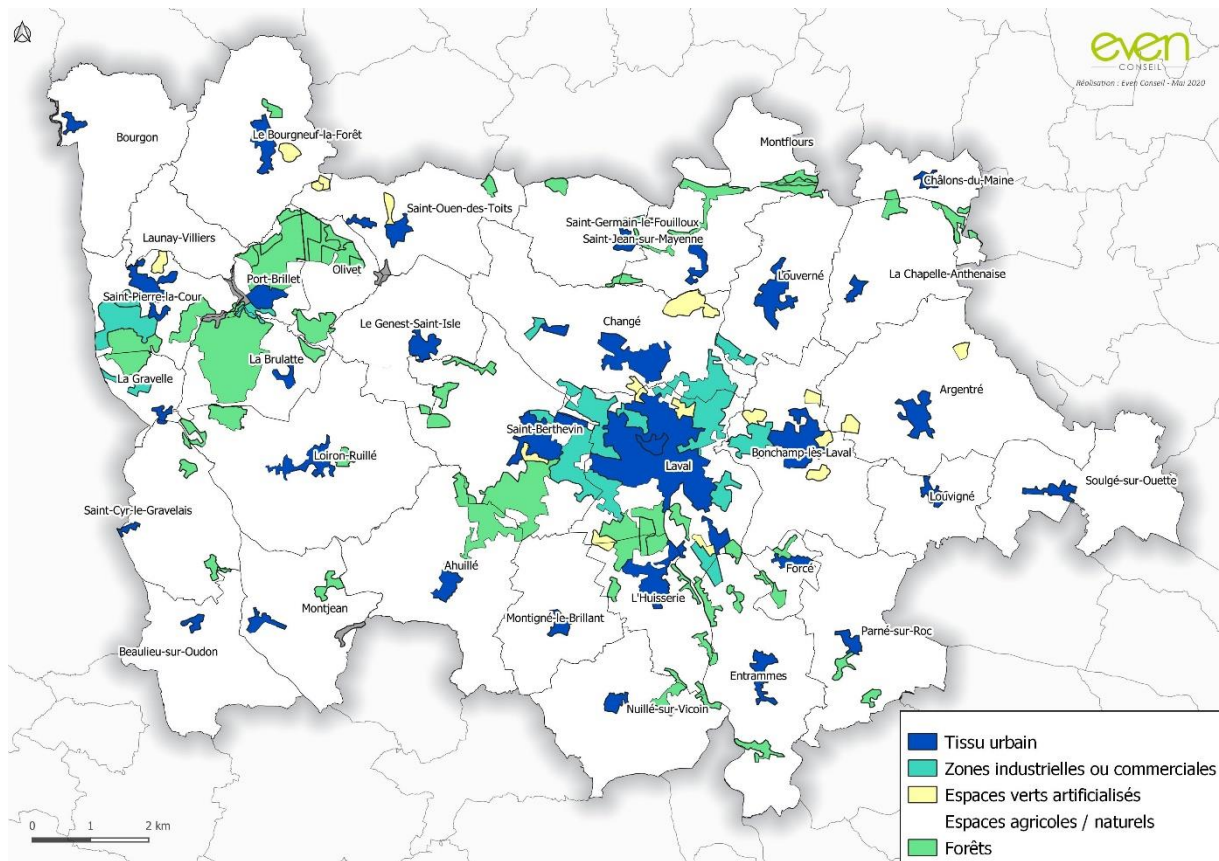 even
CONSEIL
Réalisation : Even Conseil - Mai 2020
Bourgon
Le Bourgneuf-la-Forêt
Montflours
Châlons-du-Maine
Saint-Ouen-des-Toits
Saint-Germain-le-Fouilloux
Saint-Jean-sur-Mayenne
Launay-Villiers
Olivet
Port-Brillet
Louverné
La Chapelle-Anthenaise
Saint-Pierre-la-Cour
Le Genest-Saint-Isle
Changé
La Brulatte
La Gravelle
Argentré
Saint-Berthevin
Bonchamp-lès-Laval
Loiron-Ruillé
Laval
Soulgé-sur-Ouette
Louvigné
Saint-Cyr-le-Gravelais
Ahuillé
Forcé
L'Huisserie
Montjean
Montigné-le-Brillant
Parné-sur-Roc
Beaulieu-sur-Oudon
Entrammes
Nuillé-sur-Vicoin
Tissu urbain
Zones industrielles ou commerciales
Espaces verts artificialisés
Espaces agricoles / naturels
Forêts
0 1 2 km